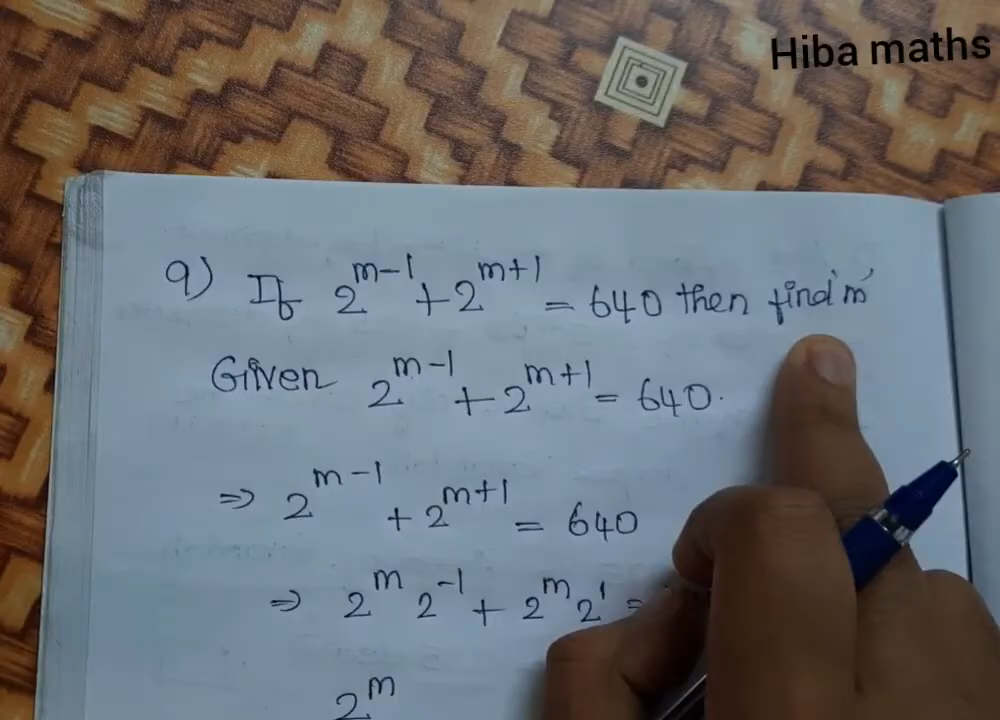 Hiba maths
9) If 2^{m-1} + 2^{m+1} = 640 then find 'm'
Given 2^{m-1} + 2^{m+1} = 640.
⇒ 2^{m-1} + 2^{m+1} = 640
⇒ 2^m 2^{-1} + 2^m 2^1 =
2^m